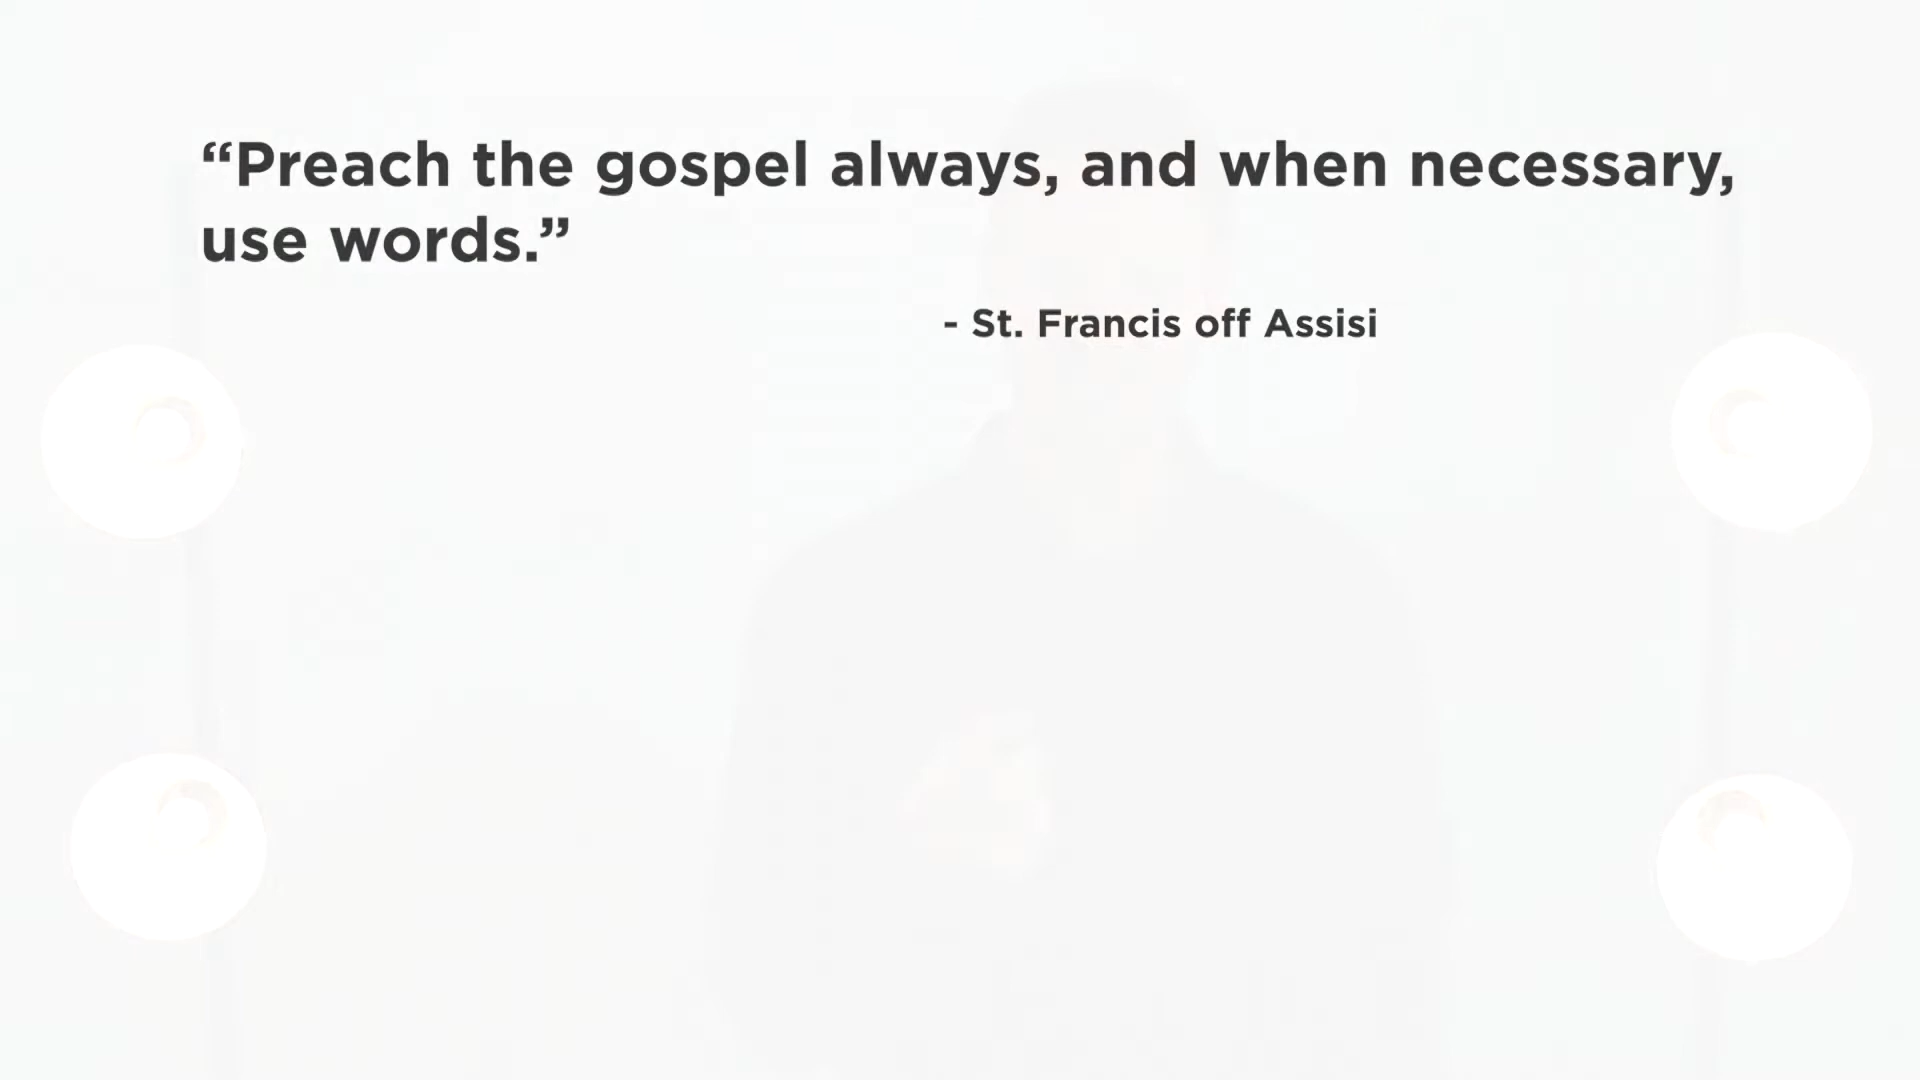 “Preach the gospel always, and when necessary,
use words.”
- St. Francis off Assisi